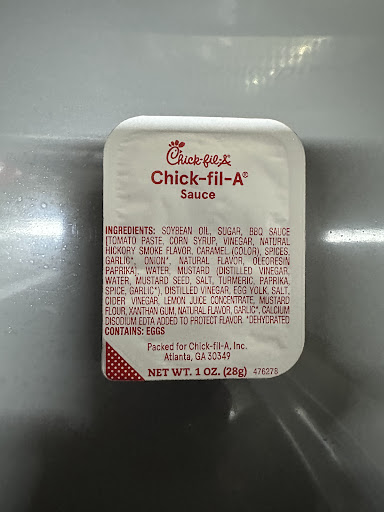 Chick-fil-A
Chick-fil-A®
Sauce
INGREDIENTS: SOYBEAN OIL, SUGAR, BBQ SAUCE
[TOMATO PASTE, CORN SYRUP, VINEGAR, NATURAL
HICKORY SMOKE FLAVOR, CARAMEL (COLOR), SPICES,
GARLIC*, ONION*, NATURAL FLAVOR, OLEORESIN
PAPRIKA], WATER, MUSTARD (DISTILLED VINEGAR,
WATER, MUSTARD SEED, SALT, TURMERIC, PAPRIKA,
SPICE, GARLIC*), DISTILLED VINEGAR, EGG YOLK, SALT,
CIDER VINEGAR, LEMON JUICE CONCENTRATE, MUSTARD
FLOUR, XANTHAN GUM, NATURAL FLAVOR, GARLIC*, CALCIUM
DISODIUM EDTA ADDED TO PROTECT FLAVOR. *DEHYDRATED
CONTAINS: EGGS
Packed for Chick-fil-A, Inc.
Atlanta, GA 30349
NET WT. 1 OZ. (28g) 476278